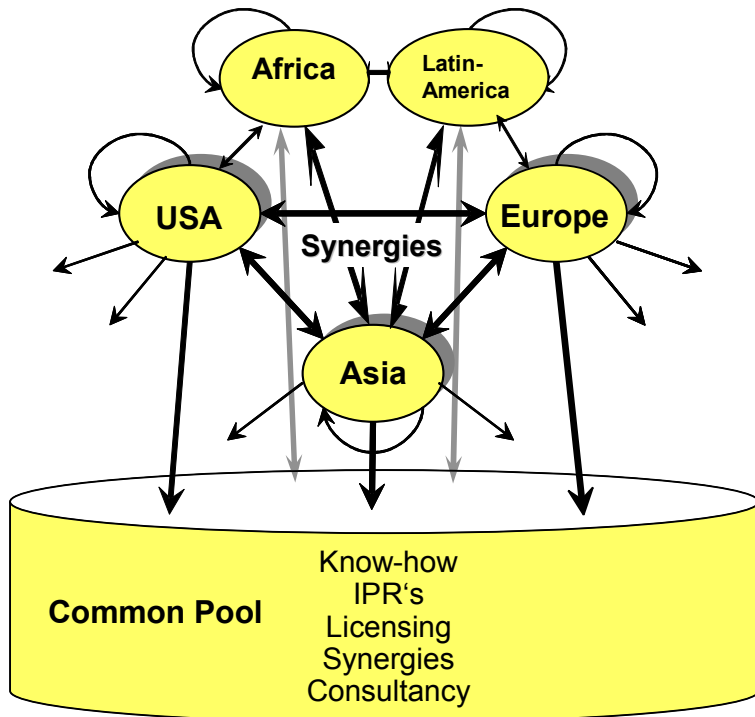 Africa
Latin-
America
USA
Europe
Synergies
Asia
Common Pool
Know-how
IPR‘s
Licensing
Synergies
Consultancy